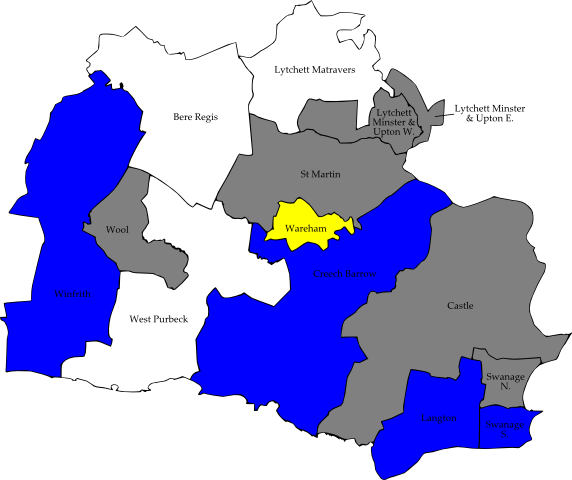 Lytchett Matravers
Bere Regis
Lytchett
Minster &
Upton W.
Lytchett Minster
& Upton E.
St Martin
Wool
Wareham
Creech Barrow
Winfrith
West Purbeck
Castle
Swanage
N.
Langton
Swanage
S.